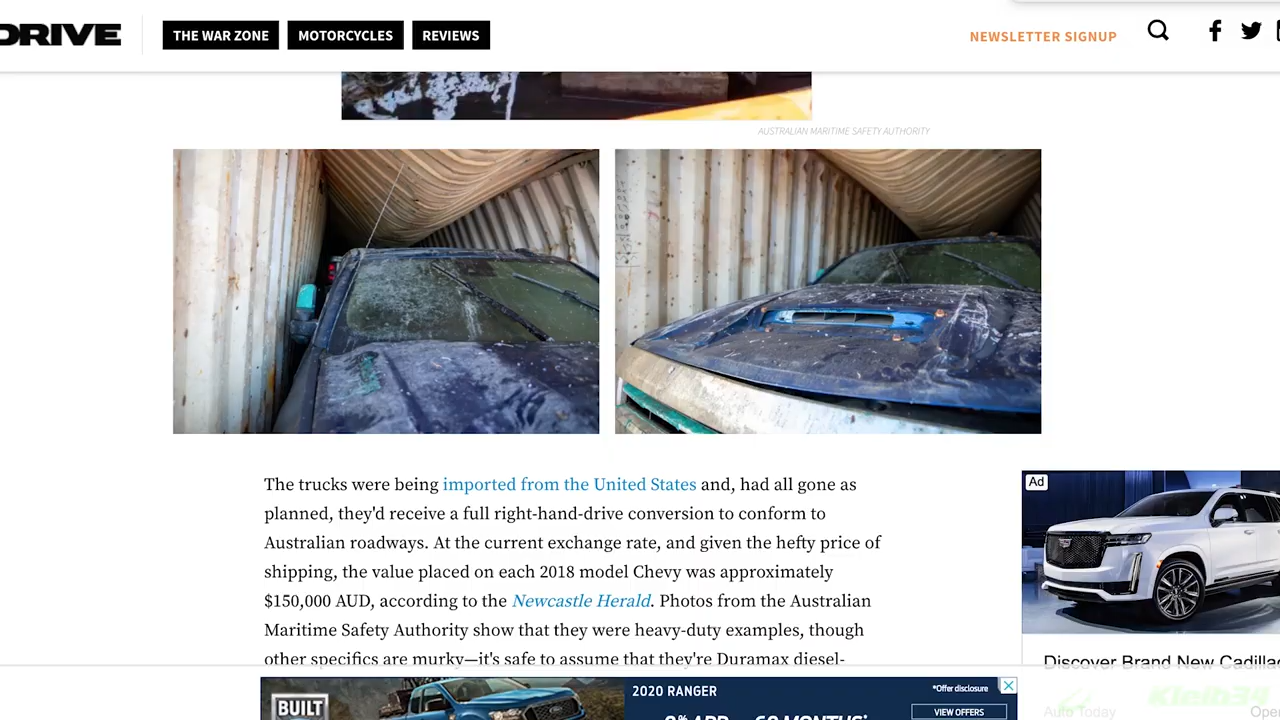 DRIVE
THE WAR ZONE
MOTORCYCLES
REVIEWS
NEWSLETTER SIGNUP
AUSTRALIAN MARITIME SAFETY AUTHORITY
The trucks were being imported from the United States and, had all gone as
planned, they'd receive a full right-hand-drive conversion to conform to
Australian roadways. At the current exchange rate, and given the hefty price of
shipping, the value placed on each 2018 model Chevy was approximately
$150,000 AUD, according to the Newcastle Herald. Photos from the Australian
Maritime Safety Authority show that they were heavy-duty examples, though
other specifics are murky—it's safe to assume that they're Duramax diesel-
Ad
Discover Brand New Cadilla
Auto Today
Open
Kleib34
BUILT
2020 RANGER
*Offer disclosure
VIEW OFFERS
0% APR 60 MONTHS*